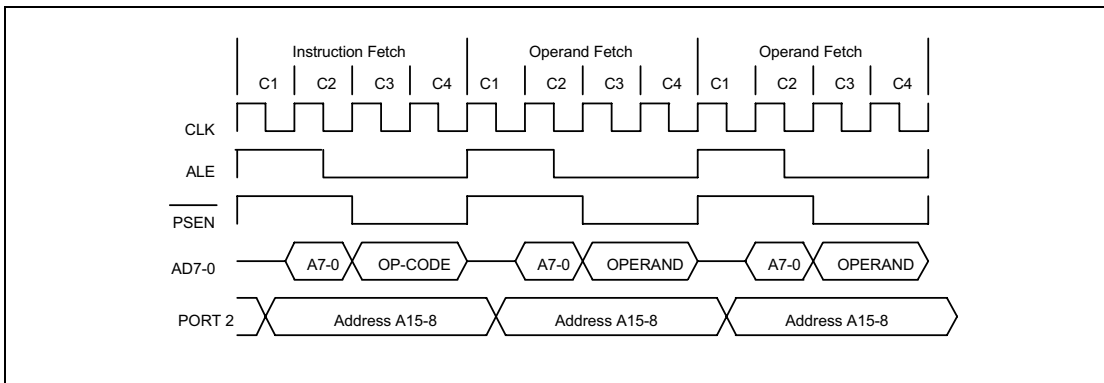 Instruction Fetch Operand Fetch Operand Fetch
C1 C2 C3 C4 C1 C2 C3 C4 C1 C2 C3 C4
CLK
ALE
PSEN
AD7-0 A7-0 OP-CODE A7-0 OPERAND A7-0 OPERAND
PORT 2 Address A15-8 Address A15-8 Address A15-8